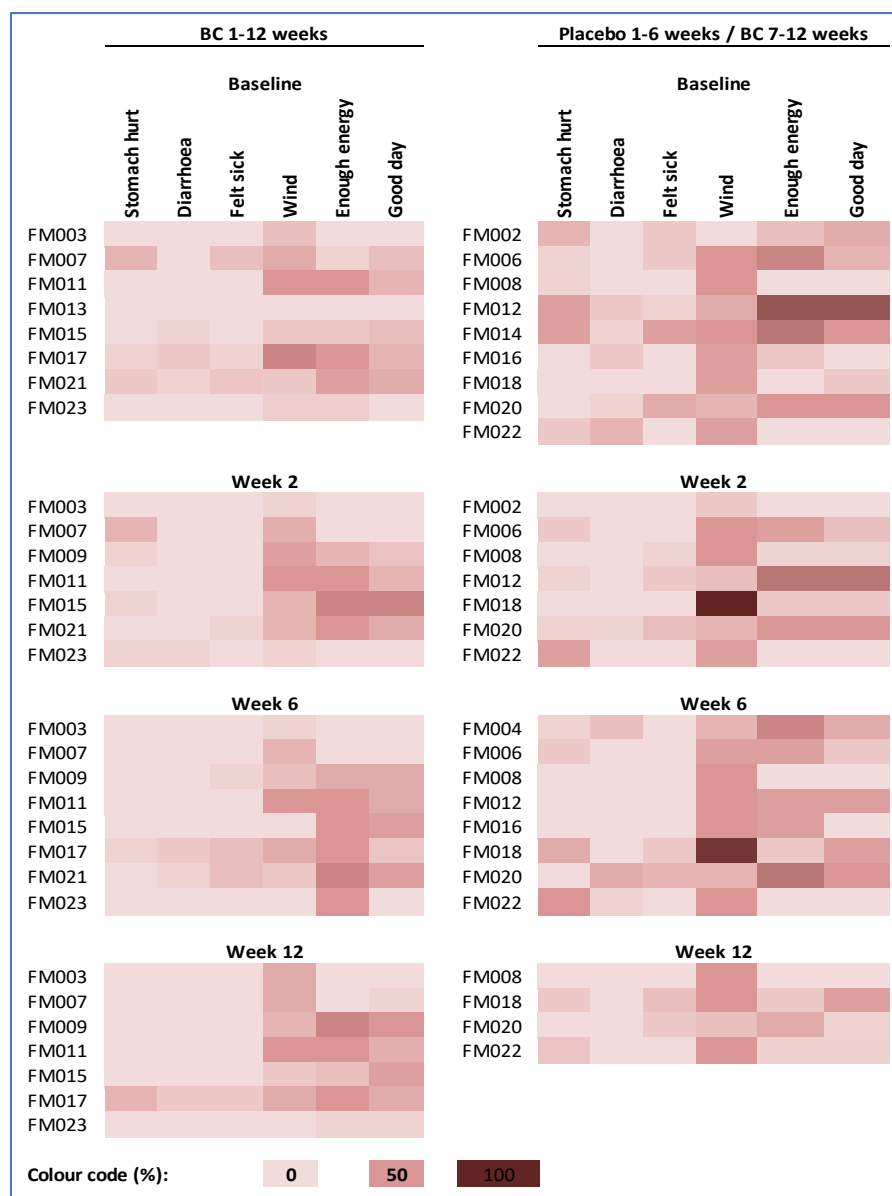 BC 1-12 weeks
Placebo 1-6 weeks / BC 7-12 weeks
Baseline
Stomach hurt
Diarrhoea
Felt sick
Wind
Enough energy
Good day
FM003
FM007
FM011
FM013
FM015
FM017
FM021
FM023
Baseline
Stomach hurt
Diarrhoea
Felt sick
Wind
Enough energy
Good day
FM002
FM006
FM008
FM012
FM014
FM016
FM018
FM020
FM022
Week 2
FM003
FM007
FM009
FM011
FM015
FM021
FM023
Week 2
FM002
FM006
FM008
FM012
FM018
FM020
FM022
Week 6
FM003
FM007
FM009
FM011
FM015
FM017
FM021
FM023
Week 6
FM004
FM006
FM008
FM012
FM016
FM018
FM020
FM022
Week 12
FM003
FM007
FM009
FM011
FM015
FM017
FM023
Week 12
FM008
FM018
FM020
FM022
Colour code (%): 0 50 100